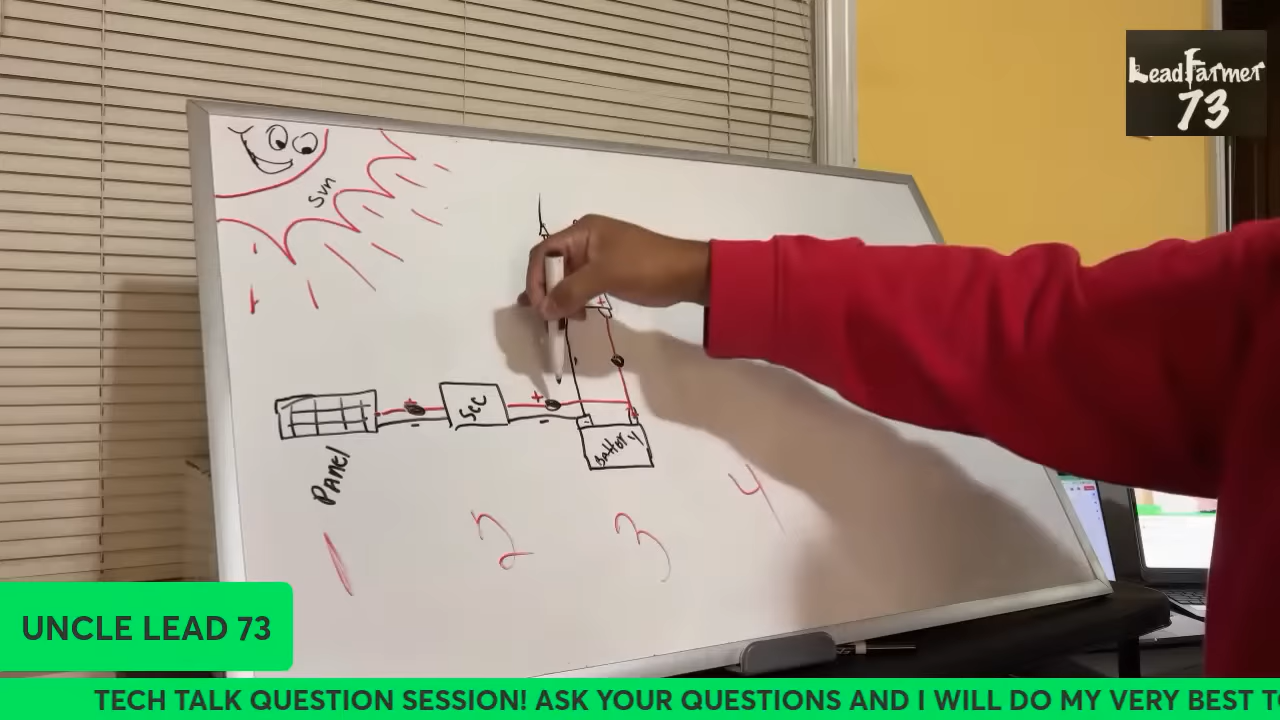 LeadFarmer
73
Sun
+
+
+
SCC
+
-
-
-
Battery
Panel
1
2
3
4
UNCLE LEAD 73
TECH TALK QUESTION SESSION! ASK YOUR QUESTIONS AND I WILL DO MY VERY BEST